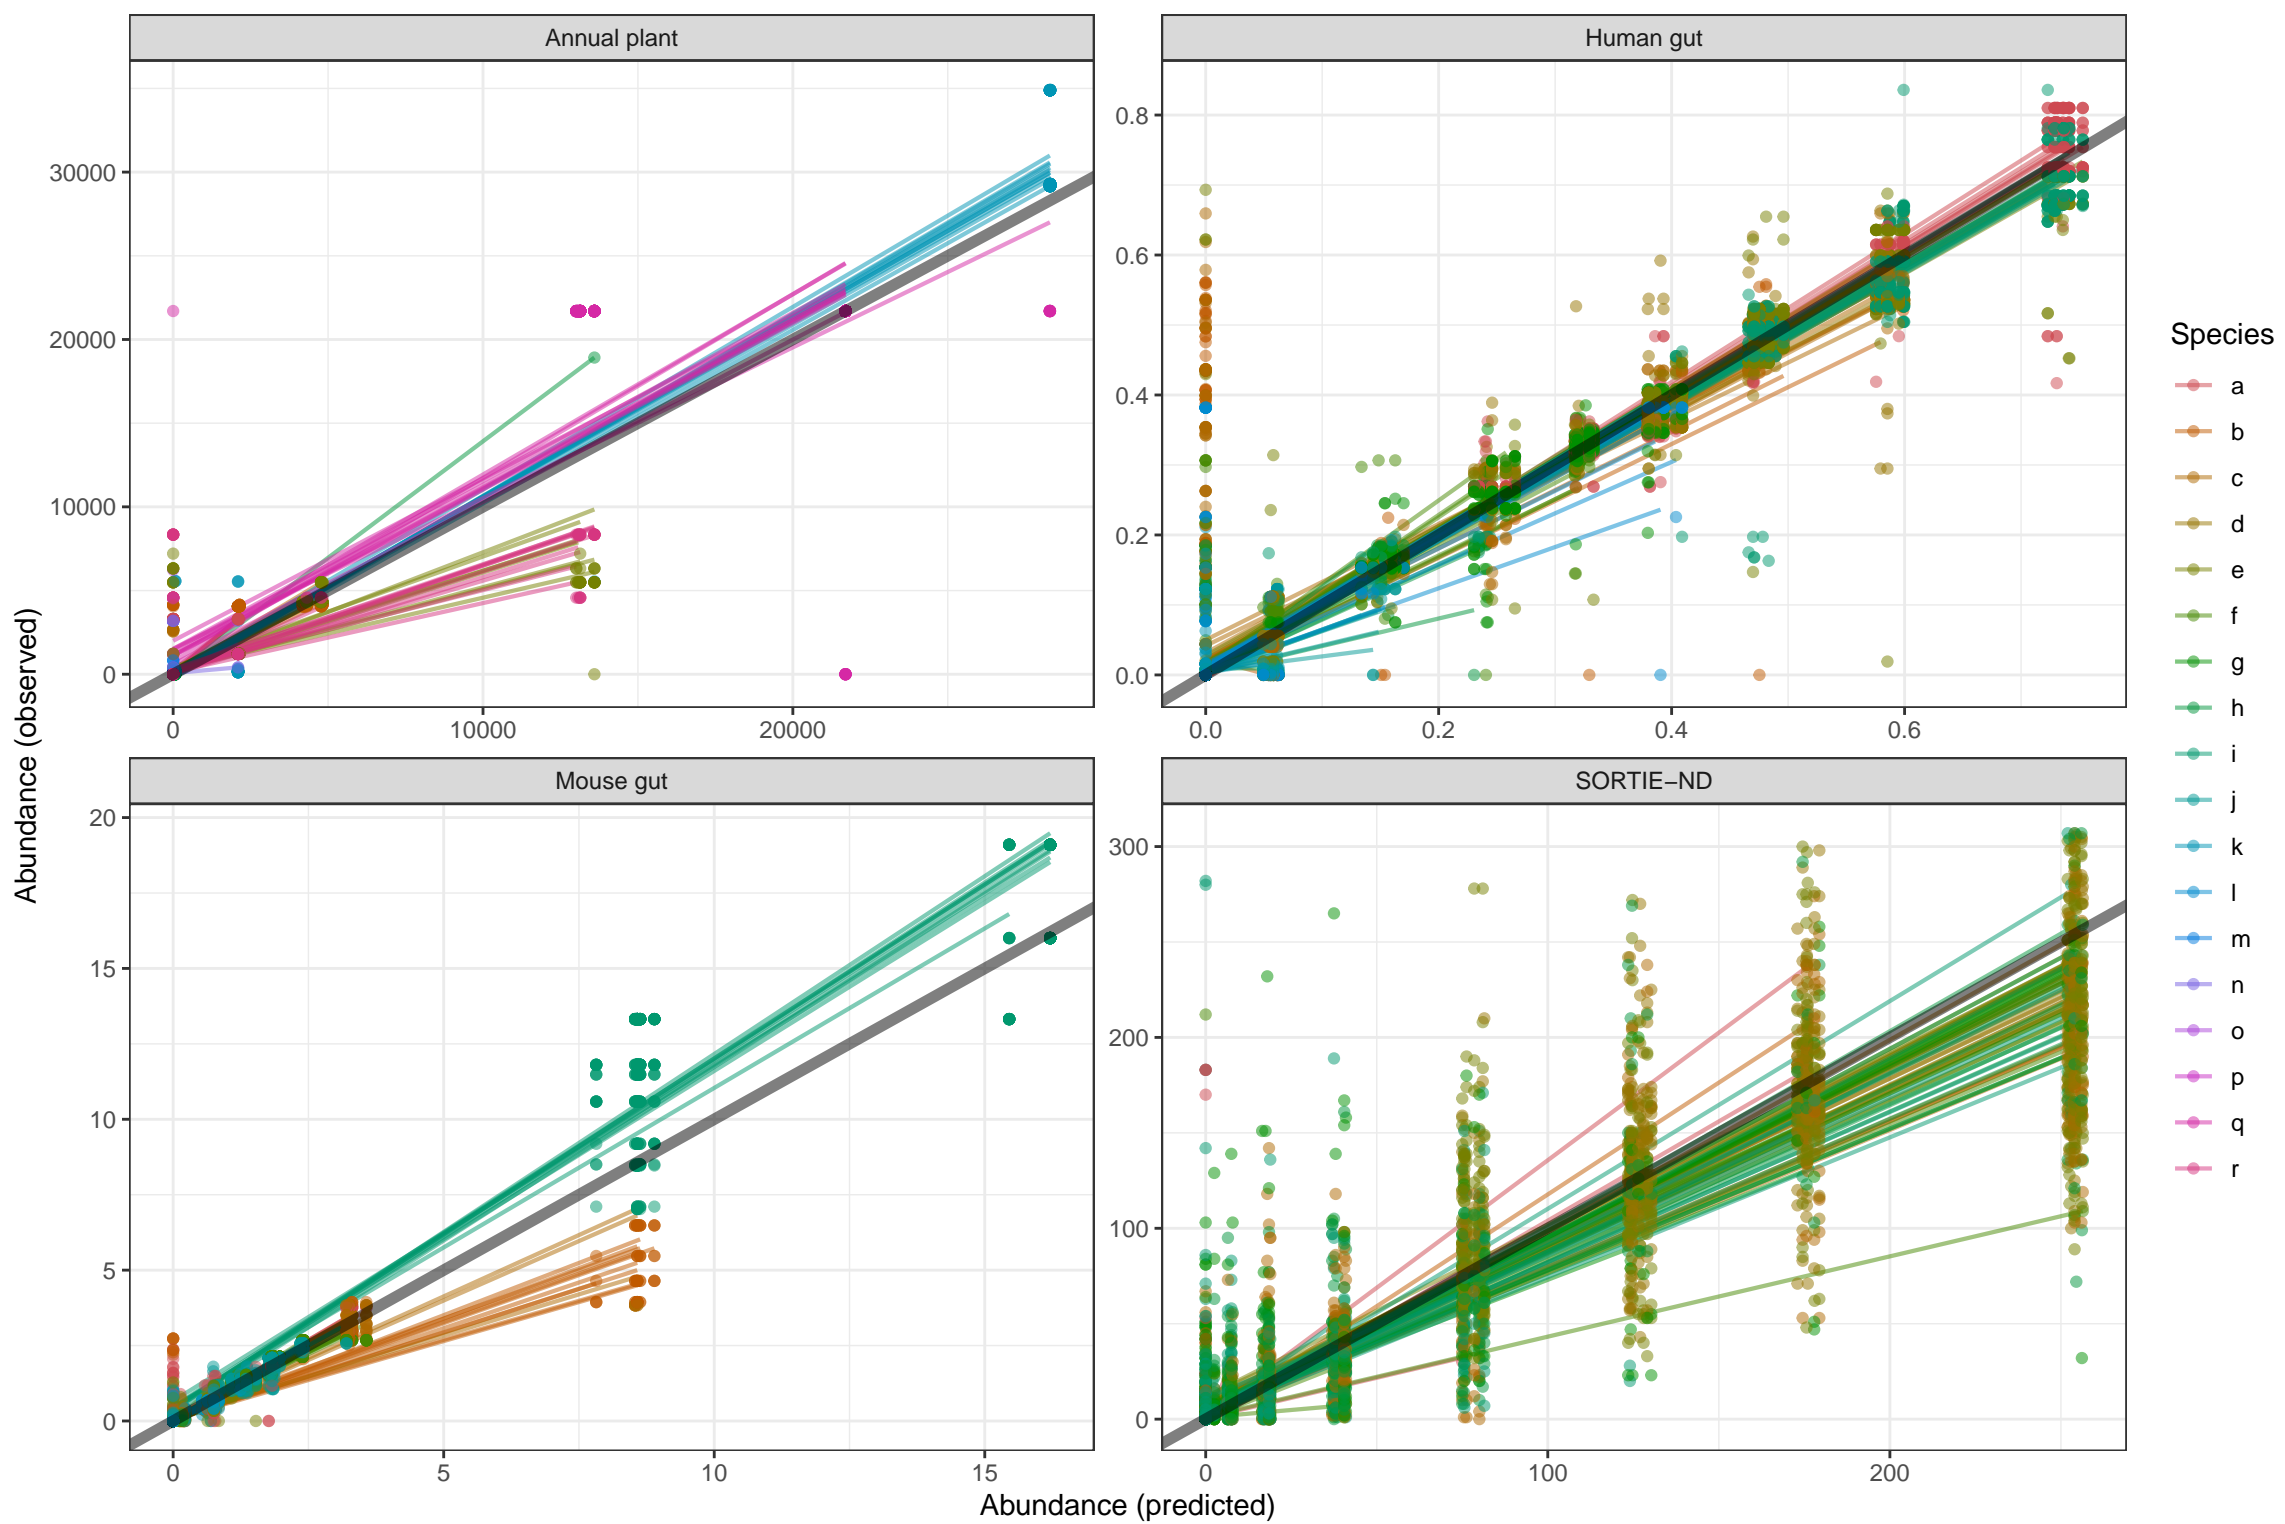 Annual plant
Human gut
30000
20000
10000
0
0
10000
20000
0.8
0.6
0.4
0.2
0.0
0.0
0.2
0.4
0.6
Mouse gut
SORTIE−ND
20
15
10
5
0
0
5
10
15
300
200
100
0
0
100
200
Abundance (observed)
Abundance (predicted)
Species
a
b
c
d
e
f
g
h
i
j
k
l
m
n
o
p
q
r